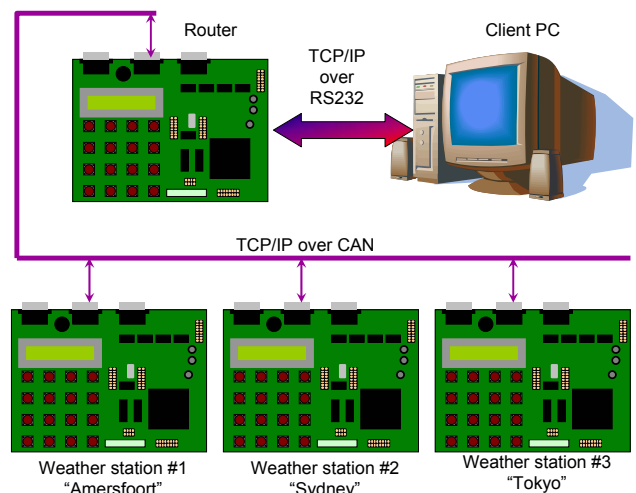 Router
Client PC
TCP/IP
over
RS232
TCP/IP over CAN
Weather station #1
“Amersfoort”
Weather station #2
“Sydney”
Weather station #3
“Tokyo”